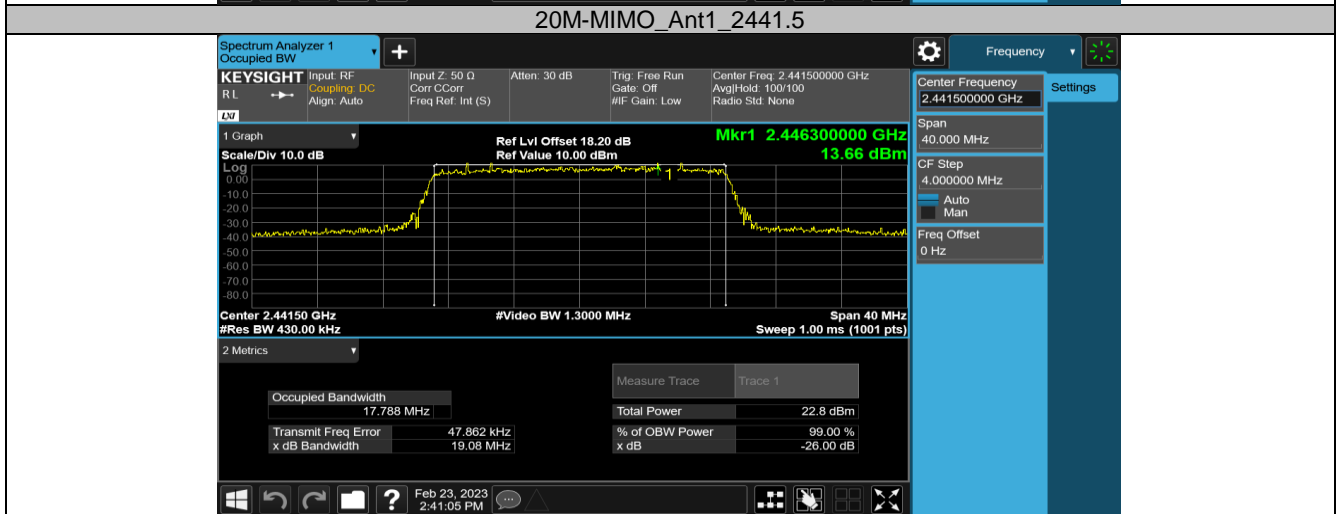 20M-MIMO_Ant1_2441.5
Spectrum Analyzer 1
Occupied BW
+
Frequency
KEYSIGHT Input: RF Input Z: 50 Ω Atten: 30 dB Trig: Free Run Center Freq: 2.441500000 GHz
RL Coupling: DC Corr CCorr Gate: Off Avg|Hold: 100/100
Align: Auto Freq Ref: Int (S) #IF Gain: Low Radio Std: None
LXI
Center Frequency
2.441500000 GHz
Settings
Span
40.000 MHz
CF Step
4.000000 MHz
Auto
Man
Freq Offset
0 Hz
1 Graph
Ref Lvl Offset 18.20 dB
Mkr1 2.446300000 GHz
Scale/Div 10.0 dB Ref Value 10.00 dBm 13.66 dBm
Log
0.00
1
-10.0
-20.0
-30.0
-40.0
-50.0
-60.0
-70.0
-80.0
Center 2.44150 GHz #Video BW 1.3000 MHz Span 40 MHz
#Res BW 430.00 kHz Sweep 1.00 ms (1001 pts)
2 Metrics
Measure Trace Trace 1
Occupied Bandwidth
17.788 MHz
Total Power 22.8 dBm
Transmit Freq Error 47.862 kHz % of OBW Power 99.00 %
x dB Bandwidth 19.08 MHz x dB -26.00 dB
? Feb 23, 2023
2:41:05 PM